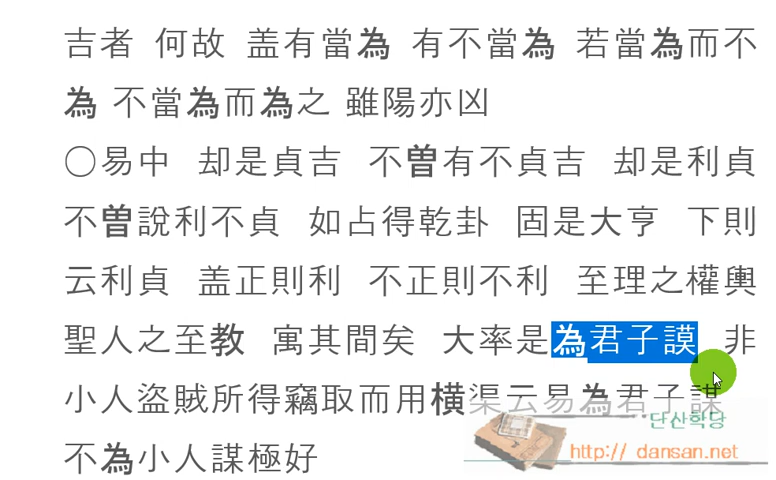 吉者 何故 盖有當為 有不當為 若當為而不
為 不當為而為之 雖陽亦凶
〇易中 却是貞吉 不曽有不貞吉 却是利貞
不曽說利不貞 如占得乾卦 固是大亨 下則
云利貞 盖正則利 不正則不利 至理之權輿
聖人之至教 寓其間矣 大率是為君子謨 非
小人盜賊所得竊取而用横渠云易為君子謀
不為小人謀極好
단산학당
http:// dansan.net